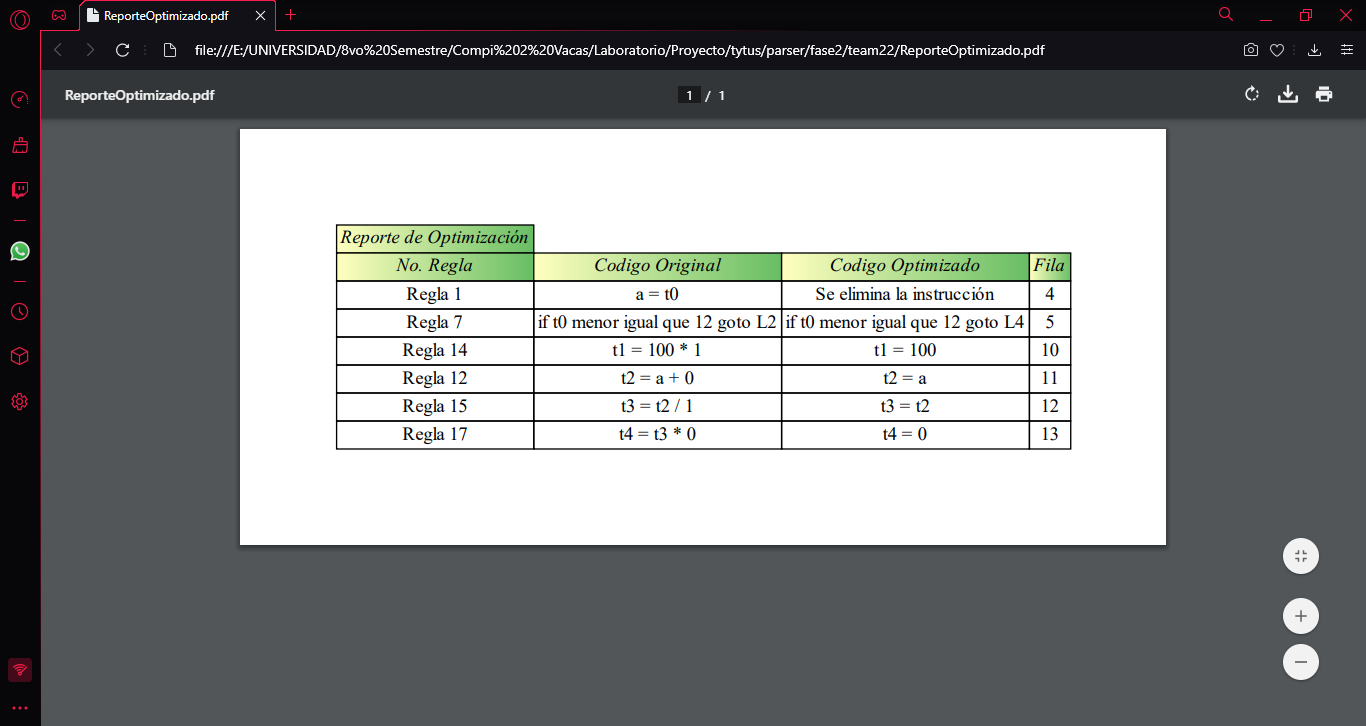 ReporteOptimizado.pdf
file:///E:/UNIVERSIDAD/8vo%20Semestre/Compi%202%20Vacas/Laboratorio/Proyecto/tytus/parser/fase2/team22/ReporteOptimizado.pdf
ReporteOptimizado.pdf 1 / 1
Reporte de Optimización
No. Regla Codigo Original Codigo Optimizado Fila
Regla 1 a = t0 Se elimina la instrucción 4
Regla 7 if t0 menor igual que 12 goto L2 if t0 menor igual que 12 goto L4 5
Regla 14 t1 = 100 * 1 t1 = 100 10
Regla 12 t2 = a + 0 t2 = a 11
Regla 15 t3 = t2 / 1 t3 = t2 12
Regla 17 t4 = t3 * 0 t4 = 0 13